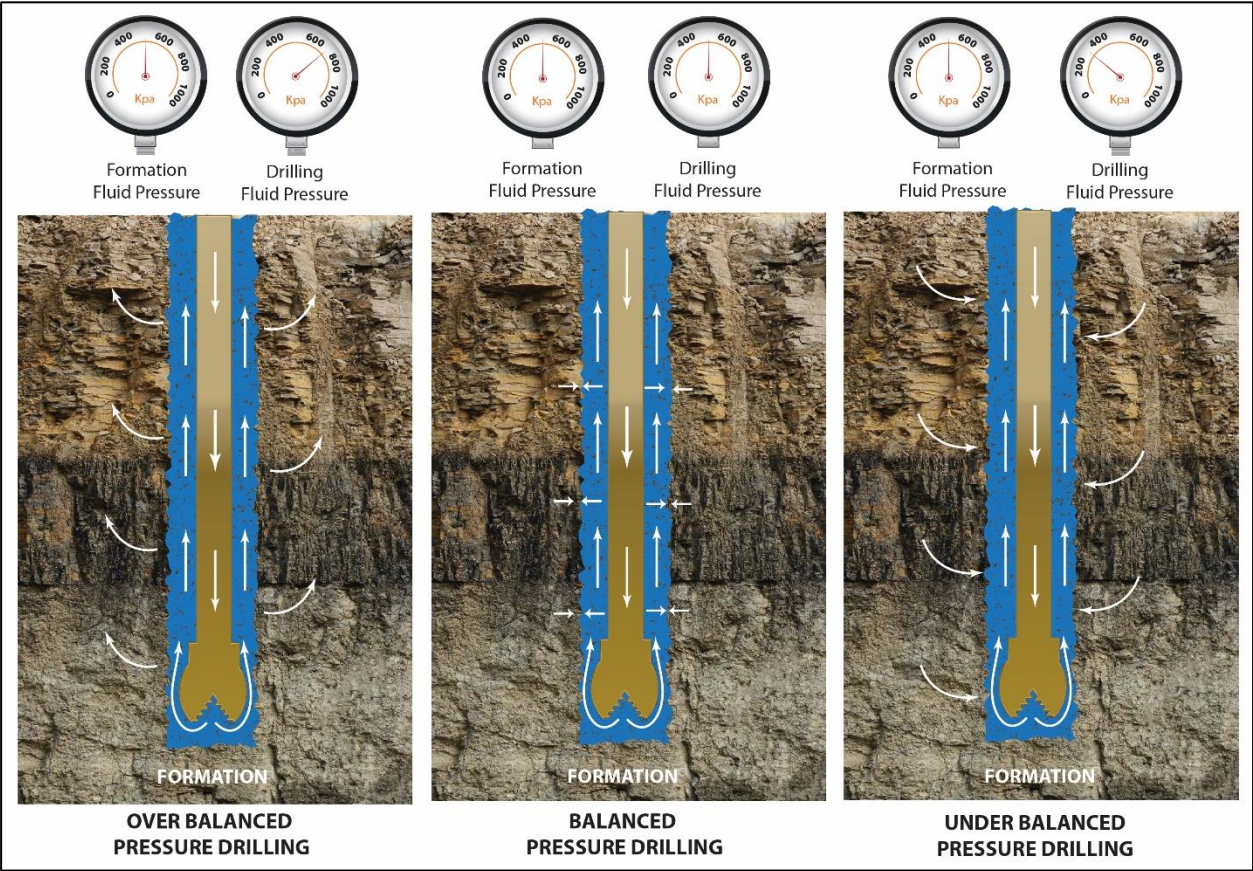 0 200 400 600 800 1000
Kpa
0 200 400 600 800 1000
Kpa
0 200 400 600 800 1000
Kpa
0 200 400 600 800 1000
Kpa
0 200 400 600 800 1000
Kpa
0 200 400 600 800 1000
Kpa
Formation
Fluid Pressure
Drilling
Fluid Pressure
Formation
Fluid Pressure
Drilling
Fluid Pressure
Formation
Fluid Pressure
Drilling
Fluid Pressure
FORMATION
FORMATION
FORMATION
OVER BALANCED
PRESSURE DRILLING
BALANCED
PRESSURE DRILLING
UNDER BALANCED
PRESSURE DRILLING